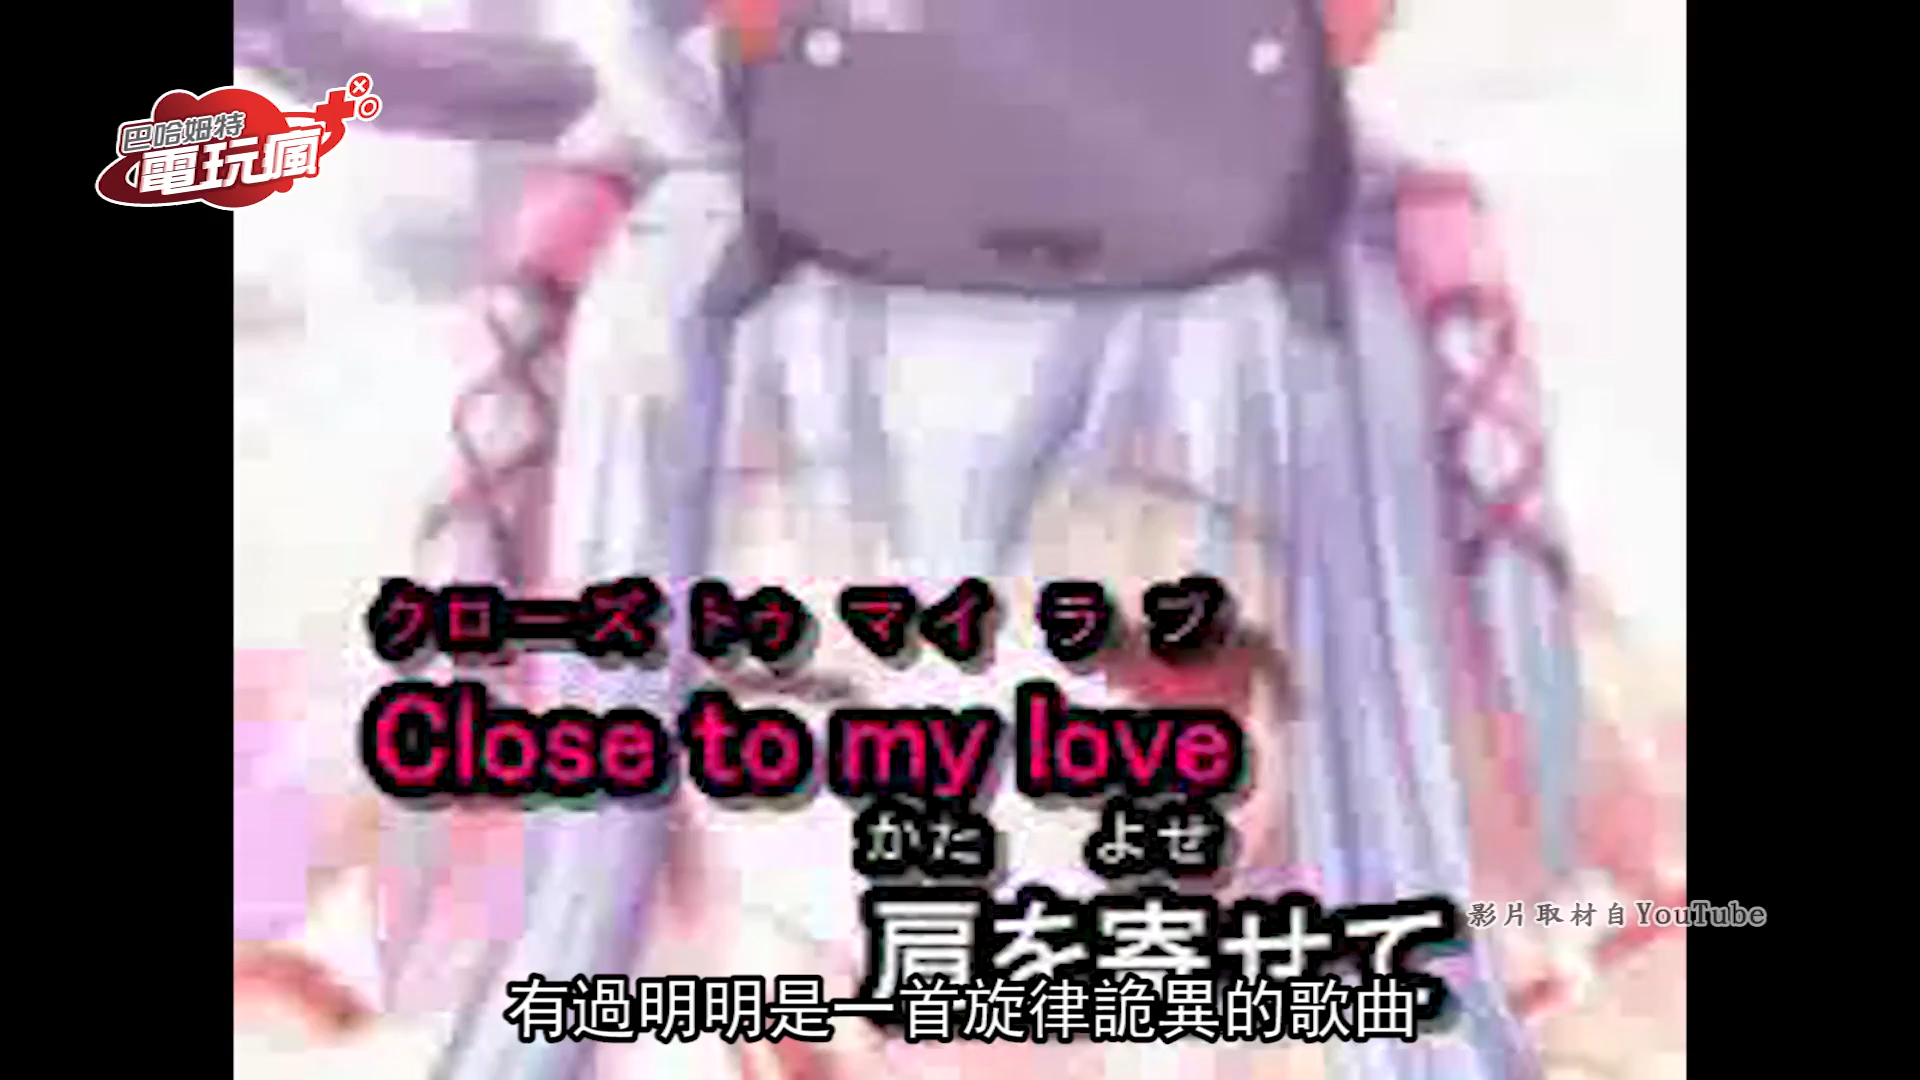 巴哈姆特
電玩瘋
クローズ トゥ マイ ラブ
Close to my love
かた よせ
肩を寄せて
影片取材自YouTube
有過明明是一首旋律詭異的歌曲